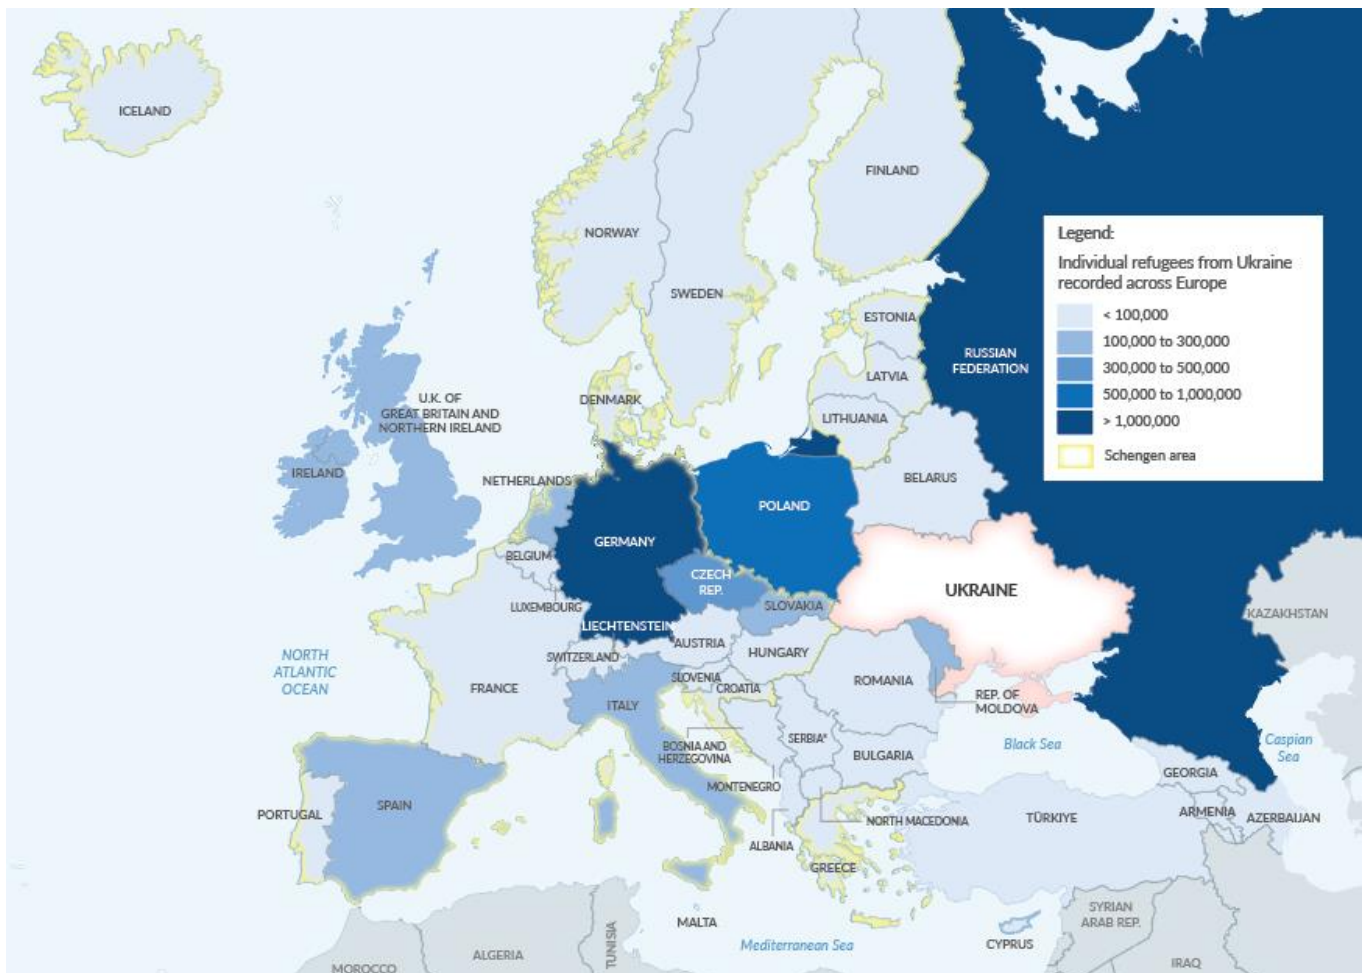 ICELAND
FINLAND
NORWAY
SWEDEN
ESTONIA
LATVIA
LITHUANIA
RUSSIAN
FEDERATION
Legend:
Individual refugees from Ukraine
recorded across Europe
< 100,000
100,000 to 300,000
300,000 to 500,000
500,000 to 1,000,000
> 1,000,000
Schengen area
DENMARK
U.K. OF
GREAT BRITAIN AND
NORTHERN IRELAND
IRELAND
NETHERLANDS
BELARUS
POLAND
GERMANY
BELGIUM
CZECH
REP.
UKRAINE
LUXEMBOURG
SLOVAKIA
LIECHTENSTEIN
KAZAKHSTAN
NORTH
ATLANTIC
OCEAN
SWITZERLAND
AUSTRIA
HUNGARY
FRANCE
SLOVENIA
CROATIA
ROMANIA
REP. OF
MOLDOVA
ITALY
BOSNIA AND
HERZEGOVINA
SERBIA*
BULGARIA
Black Sea
Caspian
Sea
GEORGIA
MONTENEGRO
PORTUGAL
SPAIN
NORTH MACEDONIA
TÜRKIYE
ARMENIA
AZERBAIJAN
ALBANIA
GREECE
MALTA
Mediterranean Sea
CYPRUS
SYRIAN
ARAB REP.
ALGERIA
TUNISIA
MOROCCO
IRAQ